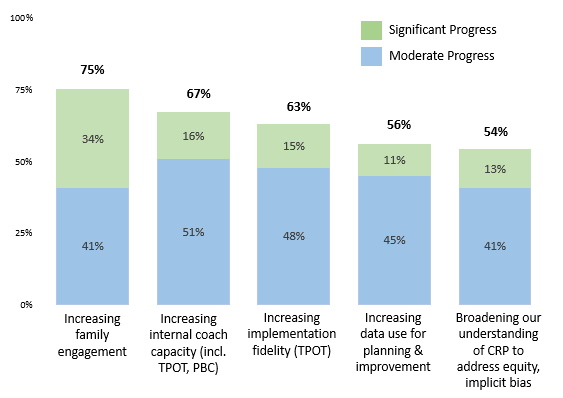 100%
75%
50%
25%
0%
Significant Progress
Moderate Progress
75%
34%
41%
67%
16%
51%
63%
15%
48%
56%
11%
45%
54%
13%
41%
Increasing
family
engagement
Increasing
internal coach
capacity (incl.
TPOT, PBC)
Increasing
implementation
fidelity (TPOT)
Increasing
data use for
planning &
improvement
Broadening our
understanding
of CRP to
address equity,
implicit bias